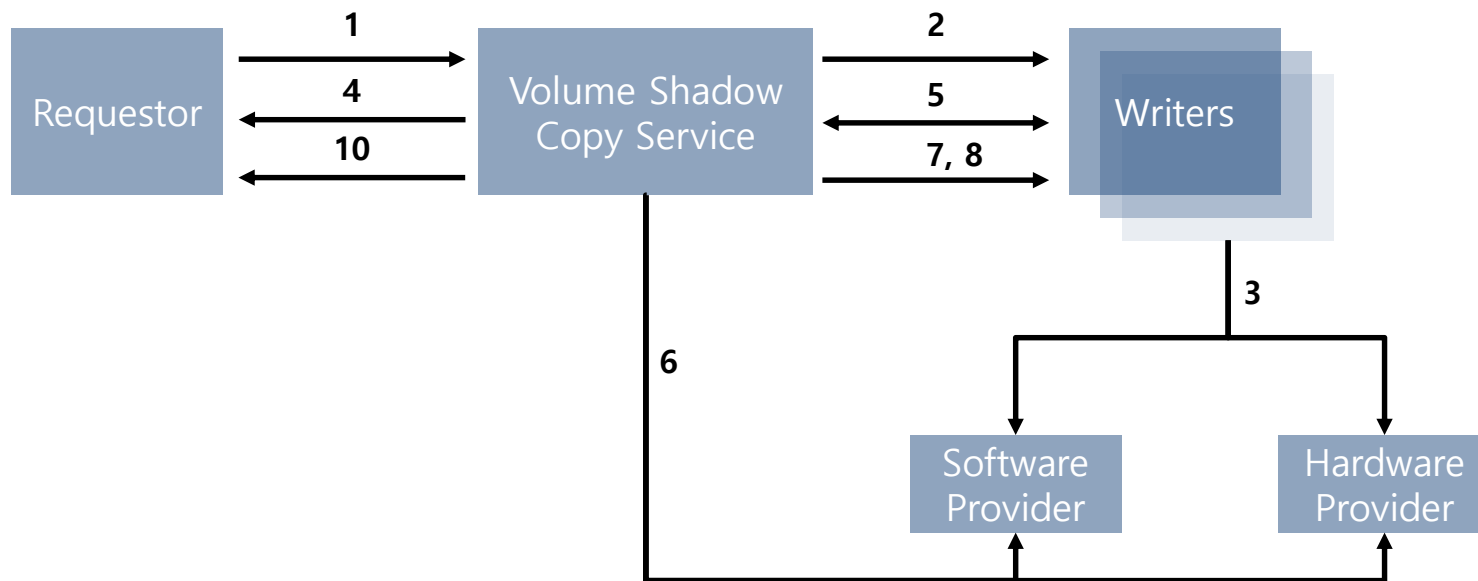 1
2
Requestor
4
Volume Shadow
Copy Service
5
Writers
10
7, 8
3
6
Software
Provider
Hardware
Provider